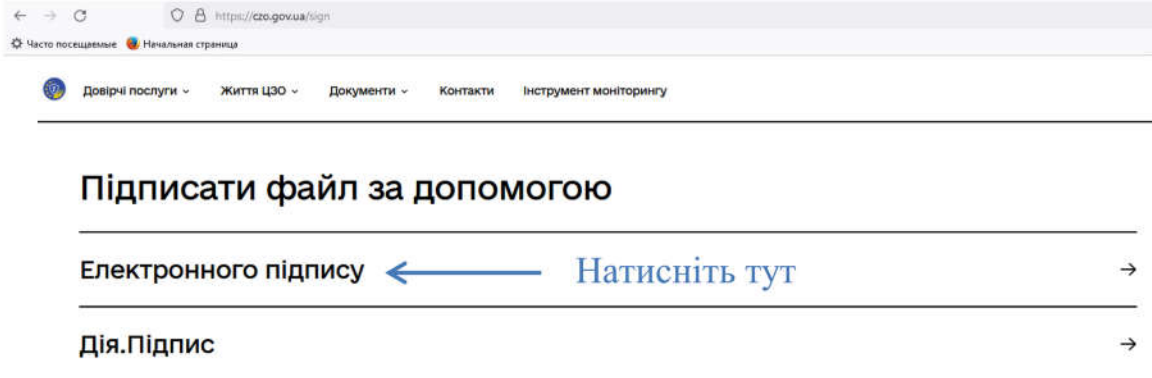 https://czo.gov.ua/sign
Часто посещаемые Начальная страница
Довірчі послуги Життя ЦЗО Документи Контакти Інструмент моніторингу
Підписати файл за допомогою
Електронного підпису Натисніть тут
Дія.Підпис